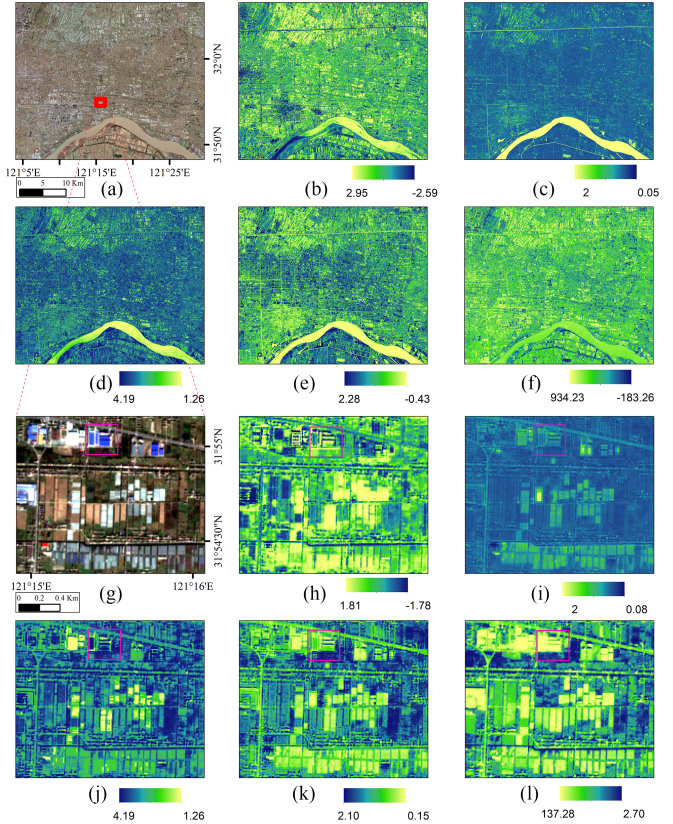 32°0'N
31°50'N
121°5'E 121°15'E 121°25'E
0 5 10 Km
(a) (b) (c)
2.95 -2.59
2 0.05
(d) (e) (f)
4.19 1.26
2.28 -0.43
934.23 -183.26
31°55'N
31°54'30"N
121°15'E 121°16'E
0 0.2 0.4 Km
(g) (h) (i)
1.81 -1.78
2 0.08
(j) (k) (l)
4.19 1.26
2.10 0.15
137.28 2.70